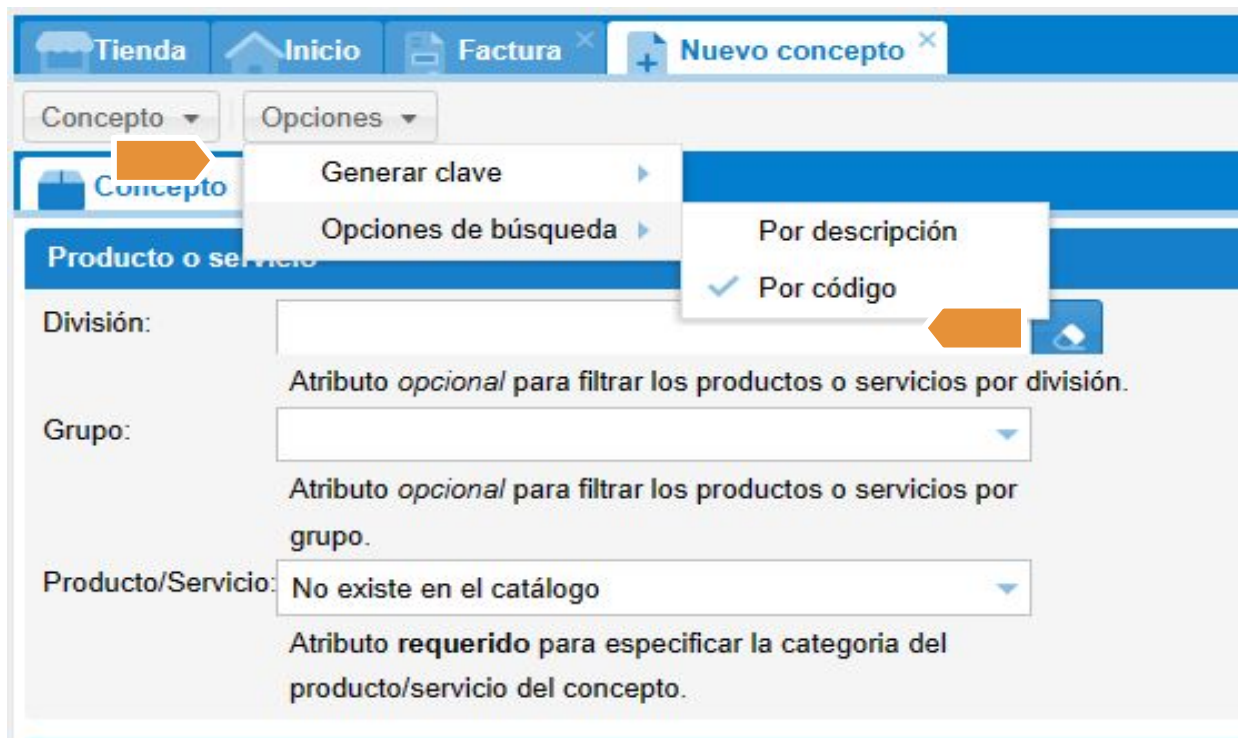 Tienda Inicio Factura Nuevo concepto
Concepto Opciones
Generar clave
Concepto
Opciones de búsqueda
Por descripción
Producto o servicio
Por código
División:
Atributo opcional para filtrar los productos o servicios por división.
Grupo:
Atributo opcional para filtrar los productos o servicios por
grupo.
Producto/Servicio: No existe en el catálogo
Atributo requerido para especificar la categoria del
producto/servicio del concepto.